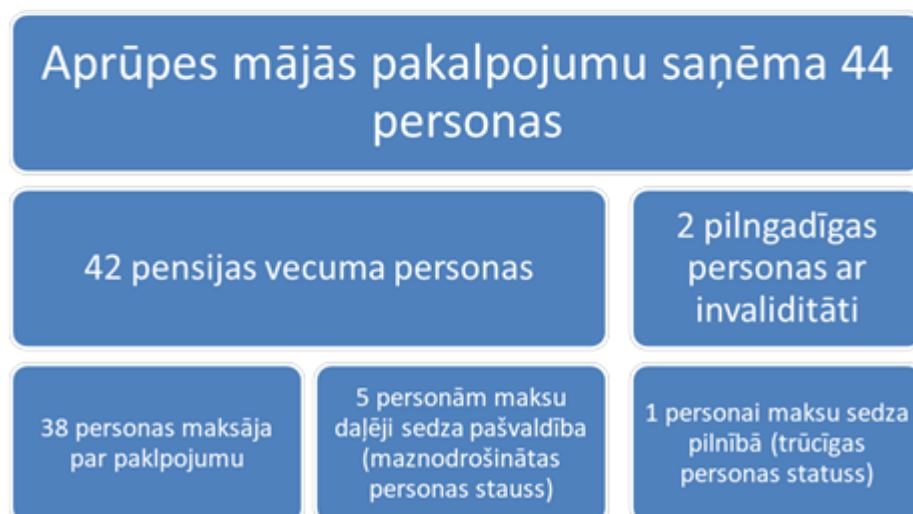 Aprūpes mājās pakalpojumu saņēma 44
personas
42 pensijas vecuma personas
2 pilngadīgas
personas ar
invaliditāti
38 personas maksāja
par paklpojumu
5 personām maksu
daļēji sedza pašvaldība
(maznodrošinātas
personas stauss)
1 personai maksu sedza
pilnībā (trūcīgas
personas statuss)